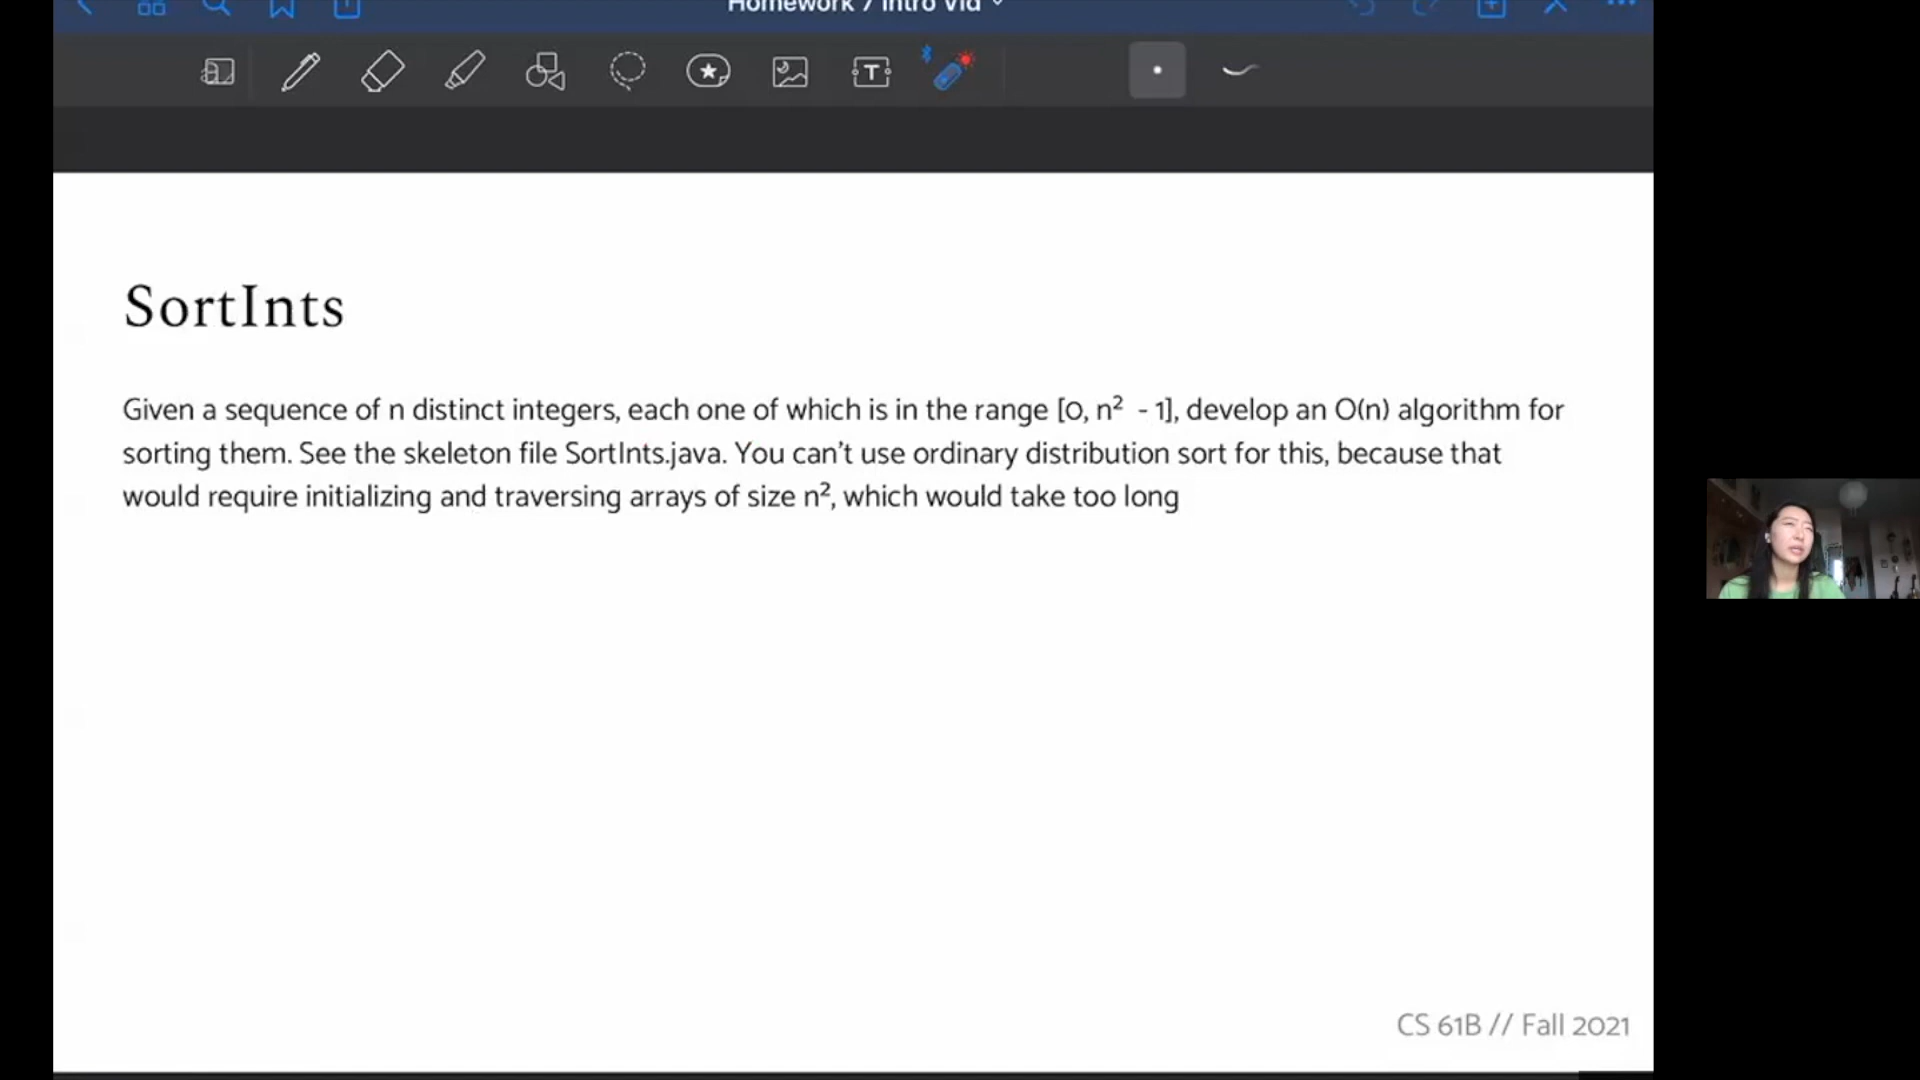 Homework 7 Intro Vid
T
SortInts
Given a sequence of n distinct integers, each one of which is in the range [0, n² - 1], develop an O(n) algorithm for
sorting them. See the skeleton file SortInts.java. You can't use ordinary distribution sort for this, because that
would require initializing and traversing arrays of size n², which would take too long
CS 61B // Fall 2021